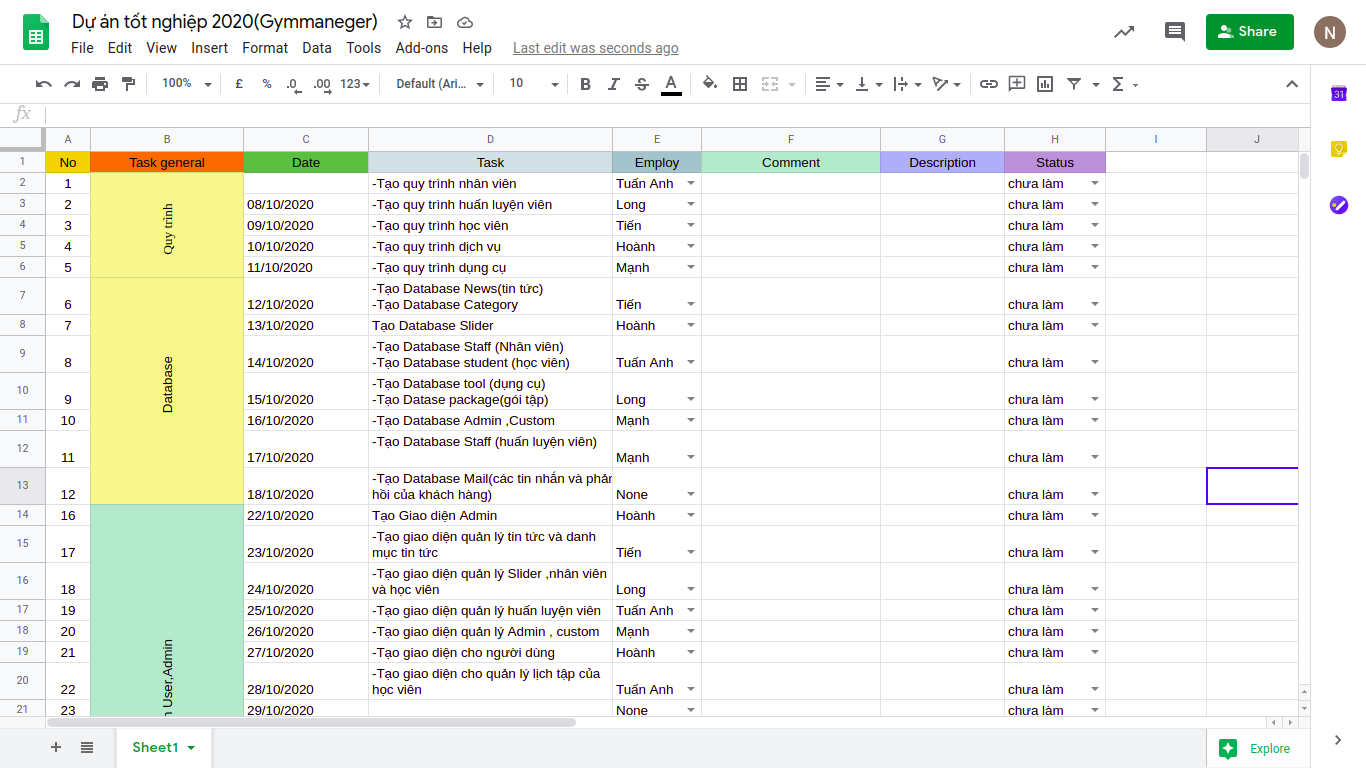 Dự án tốt nghiệp 2020(Gymmaneger)
File Edit View Insert Format Data Tools Add-ons Help Last edit was seconds ago
Share
N
100% £ % .0 .00 123 Default (Ari... 10 B I S A
31
fx
A B C D E F G H I J
1 No Task general Date Task Employ Comment Description Status
2 1 -Tạo quy trình nhân viên Tuấn Anh chưa làm
3 2 08/10/2020 -Tạo quy trình huấn luyện viên Long chưa làm
4 3 Quy trình 09/10/2020 -Tạo quy trình học viên Tiến chưa làm
5 4 10/10/2020 -Tạo quy trình dịch vụ Hoành chưa làm
6 5 11/10/2020 -Tạo quy trình dụng cụ Mạnh chưa làm
7 -Tạo Database News(tin tức)
6 12/10/2020 -Tạo Database Category Tiến chưa làm
8 7 13/10/2020 Tạo Database Slider Hoành chưa làm
9 -Tạo Database Staff (Nhân viên)
8 14/10/2020 -Tạo Database student (học viên) Tuấn Anh chưa làm
10 Database -Tạo Database tool (dụng cụ)
9 15/10/2020 -Tạo Datase package(gói tập) Long chưa làm
11 10 16/10/2020 -Tạo Database Admin ,Custom Mạnh chưa làm
12 -Tạo Database Staff (huấn luyện viên)
11 17/10/2020 Mạnh chưa làm
13 -Tạo Database Mail(các tin nhắn và phản
12 18/10/2020 hồi của khách hàng) None chưa làm
14 16 22/10/2020 Tạo Giao diện Admin Hoành chưa làm
15 -Tạo giao diện quản lý tin tức và danh
17 23/10/2020 mục tin tức Tiến chưa làm
16 -Tạo giao diện quản lý Slider ,nhân viên
18 24/10/2020 và học viên Long chưa làm
17 19 25/10/2020 -Tạo giao diện quản lý huấn luyện viên Tuấn Anh chưa làm
18 20 26/10/2020 -Tạo giao diện quản lý Admin , custom Mạnh chưa làm
19 21 27/10/2020 -Tạo giao diện cho người dùng Hoành chưa làm
20 User,Admin -Tạo giao diện cho quản lý lịch tập của
22 28/10/2020 học viên Tuấn Anh chưa làm
21 23 29/10/2020 None chưa làm
Sheet1
Explore